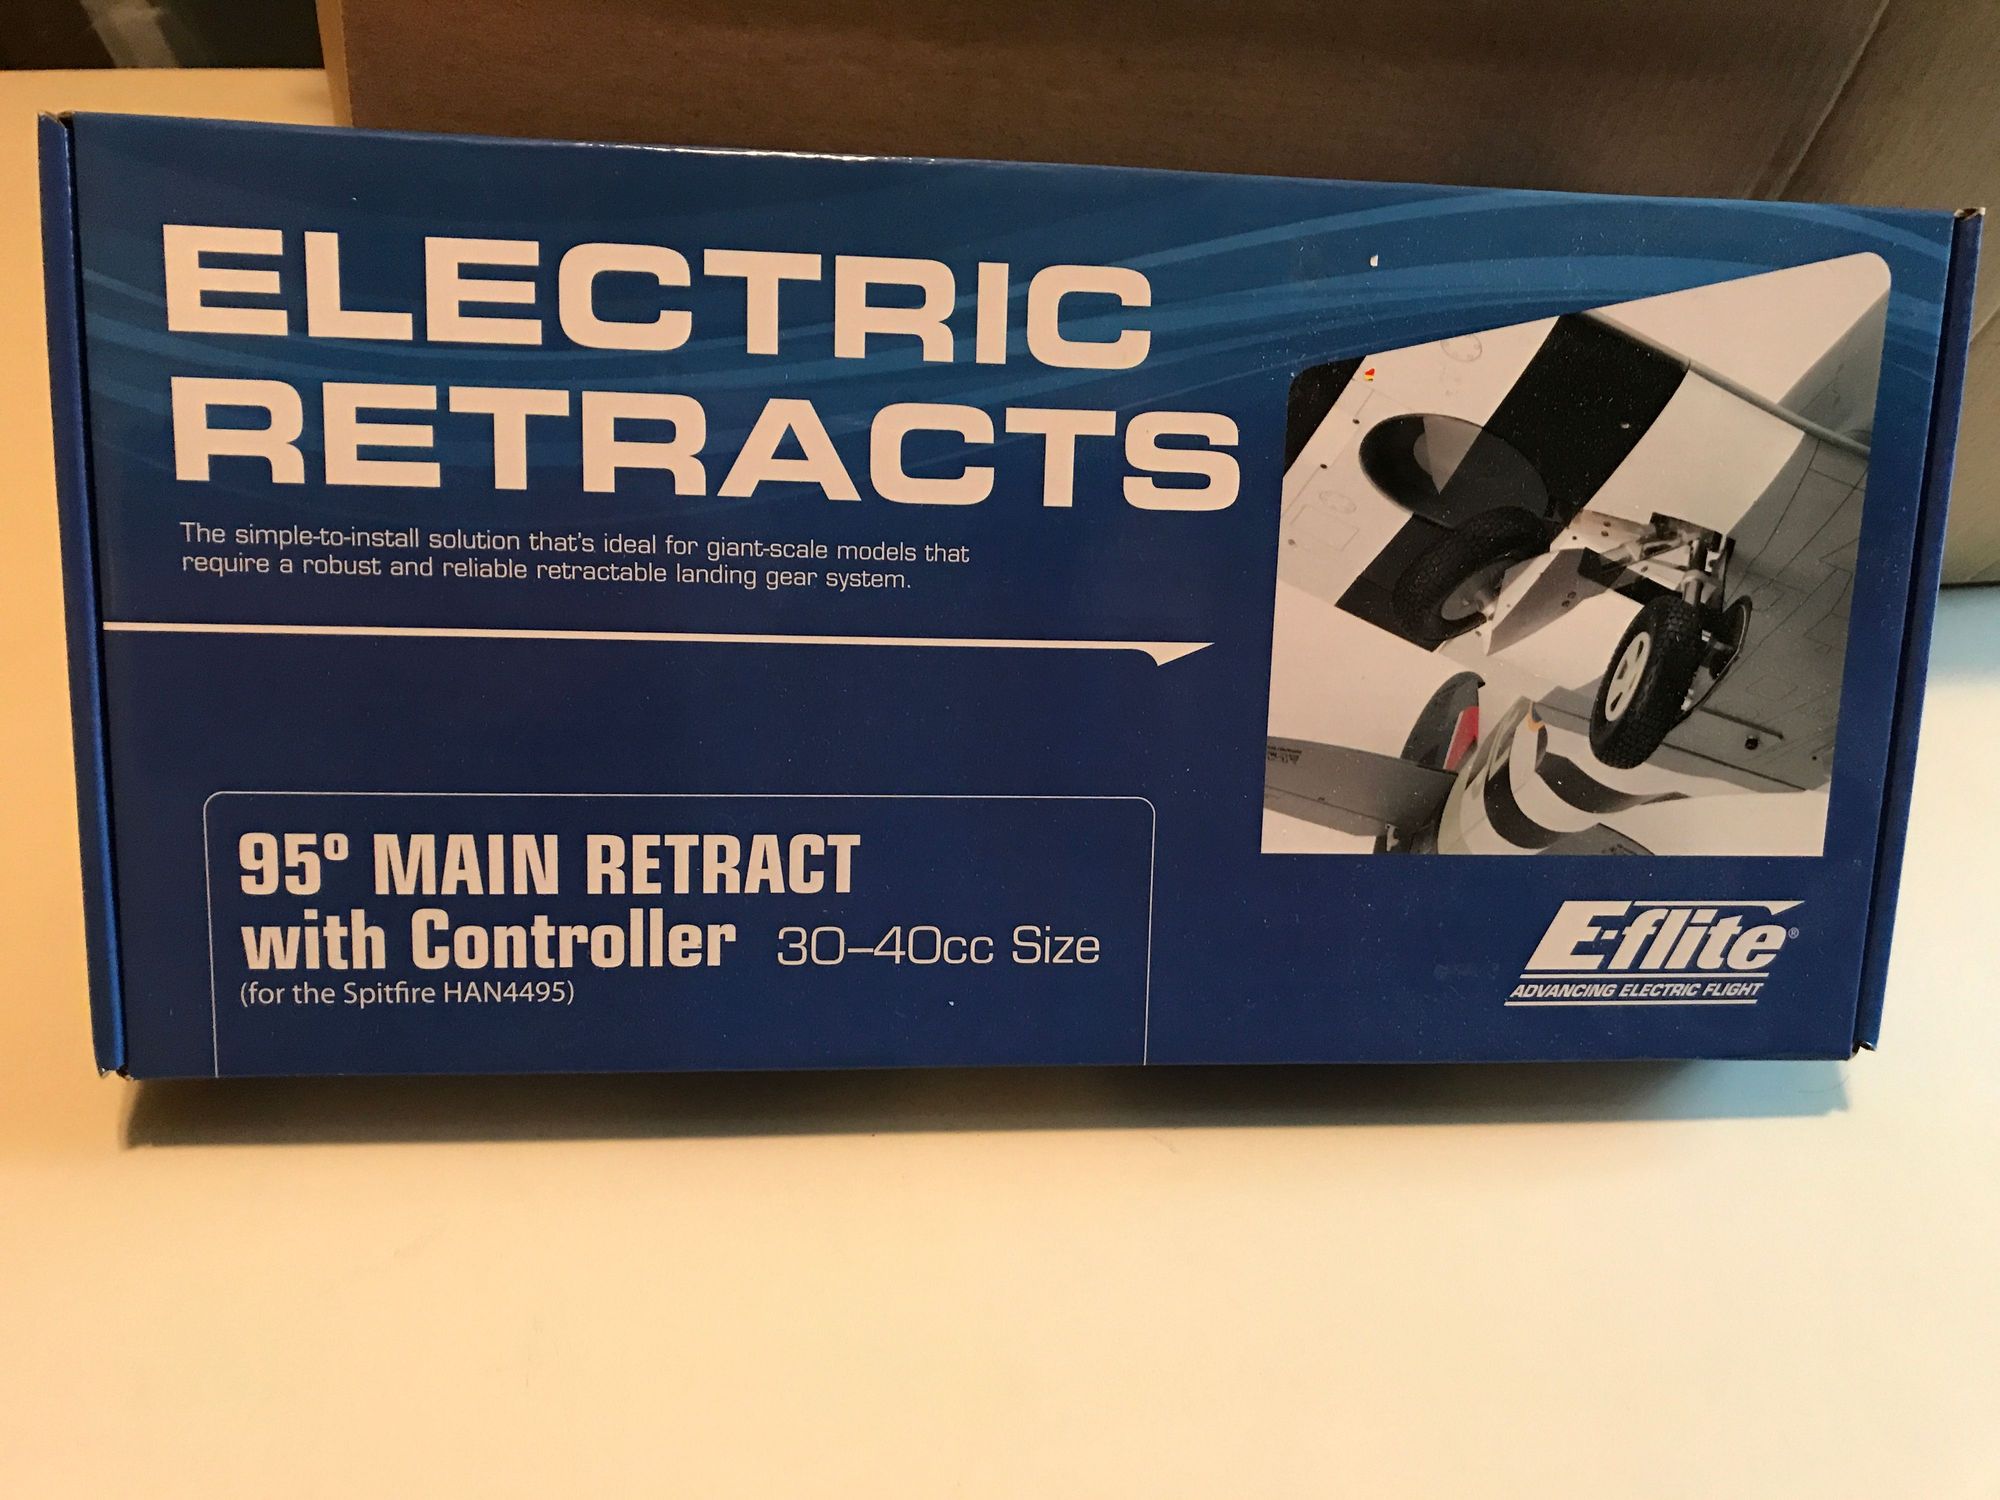 ELECTRIC
RETRACTS
The simple-to-install solution that's ideal for giant-scale models that
require a robust and reliable retractable landing gear system.
95º MAIN RETRACT
with Controller 30–40cc Size
(for the Spitfire HAN4495)
E-flite®
ADVANCING ELECTRIC FLIGHT